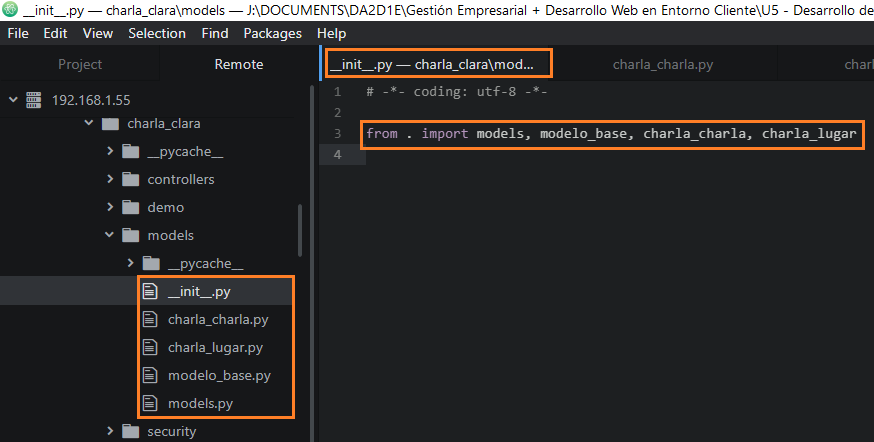 __init__.py — charla_clara\models — J:\DOCUMENTS\DA2D1E\Gestión Empresarial + Desarrollo Web en Entorno Cliente\U5 - Desarrollo de
File Edit View Selection Find Packages Help
Project Remote
192.168.1.55
charla_clara
__pycache__
controllers
demo
models
__pycache__
__init__.py
charla_charla.py
charla_lugar.py
modelo_base.py
models.py
security
__init__.py — charla_clara\mod... charla_charla.py charl
1 # -*- coding: utf-8 -*-
2
3 from . import models, modelo_base, charla_charla, charla_lugar
4